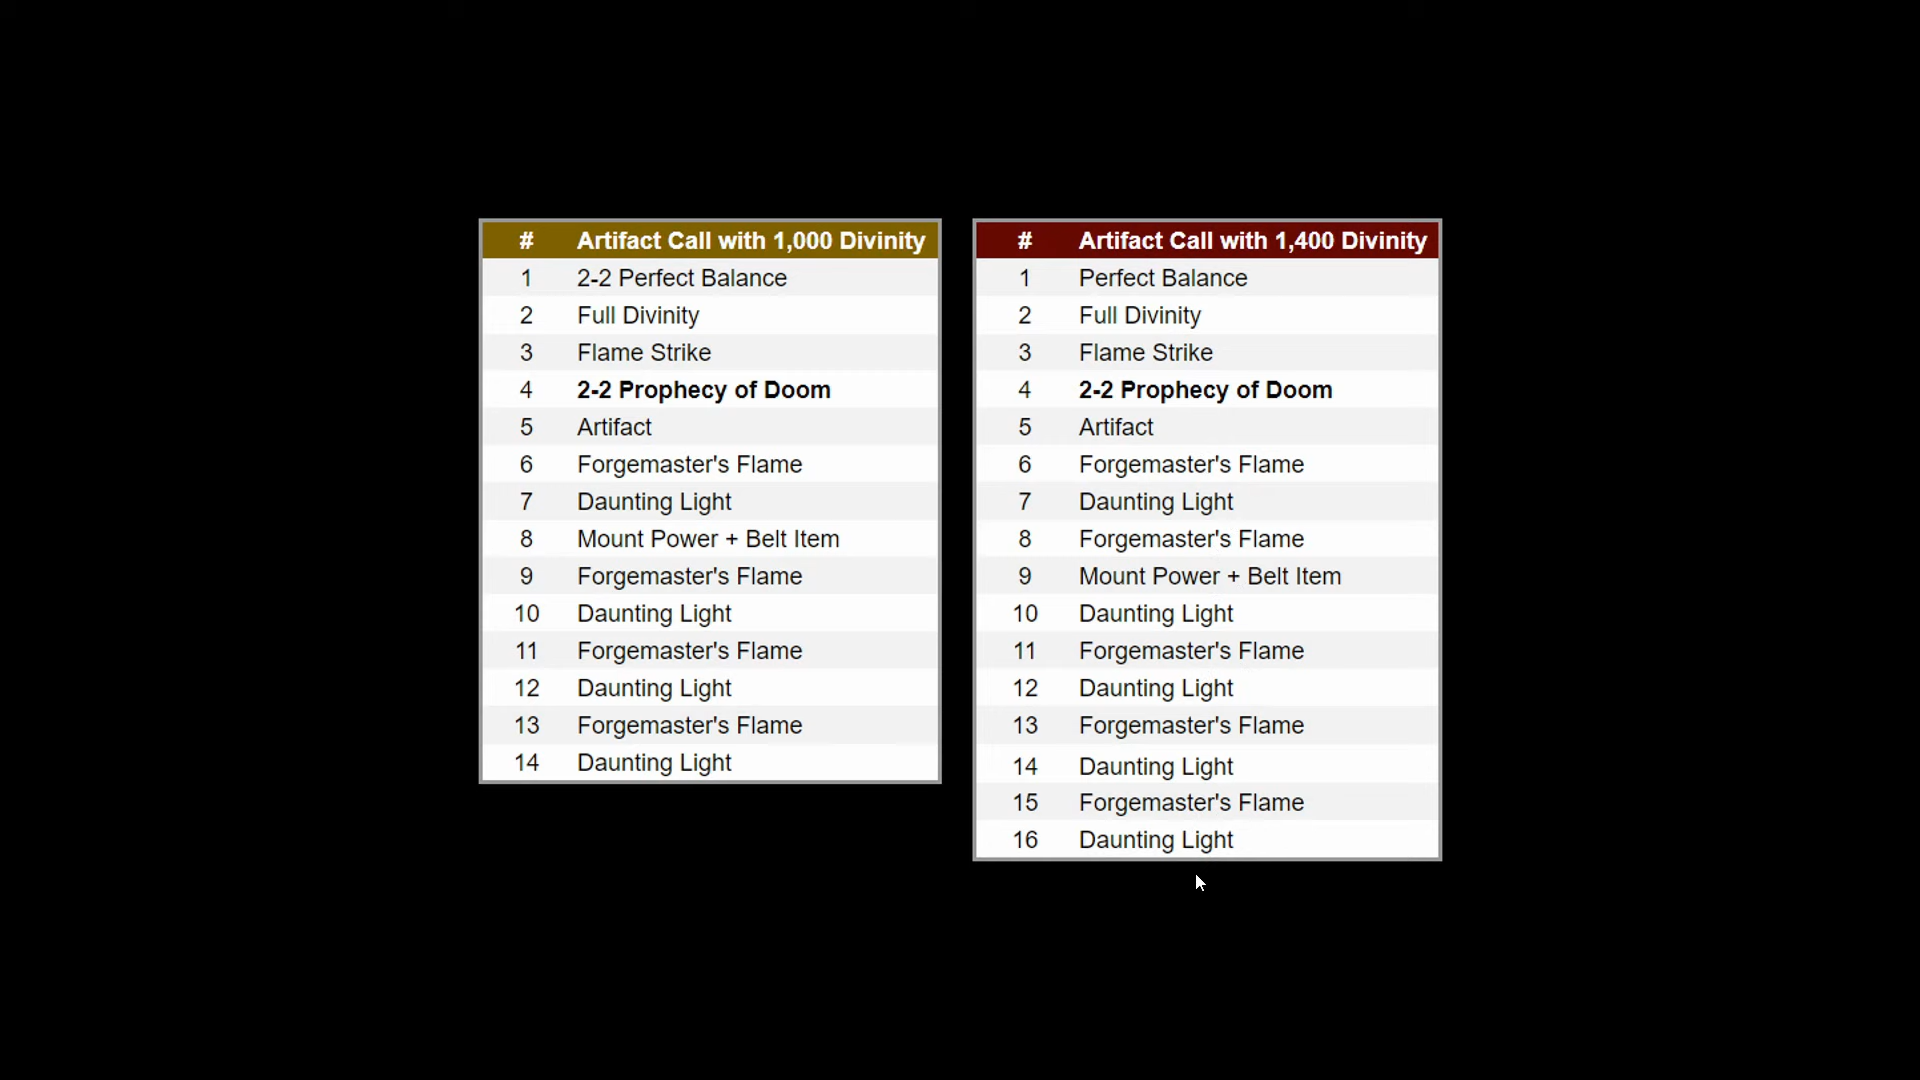 # Artifact Call with 1,000 Divinity
1 2-2 Perfect Balance
2 Full Divinity
3 Flame Strike
4 2-2 Prophecy of Doom
5 Artifact
6 Forgemaster's Flame
7 Daunting Light
8 Mount Power + Belt Item
9 Forgemaster's Flame
10 Daunting Light
11 Forgemaster's Flame
12 Daunting Light
13 Forgemaster's Flame
14 Daunting Light
# Artifact Call with 1,400 Divinity
1 Perfect Balance
2 Full Divinity
3 Flame Strike
4 2-2 Prophecy of Doom
5 Artifact
6 Forgemaster's Flame
7 Daunting Light
8 Forgemaster's Flame
9 Mount Power + Belt Item
10 Daunting Light
11 Forgemaster's Flame
12 Daunting Light
13 Forgemaster's Flame
14 Daunting Light
15 Forgemaster's Flame
16 Daunting Light